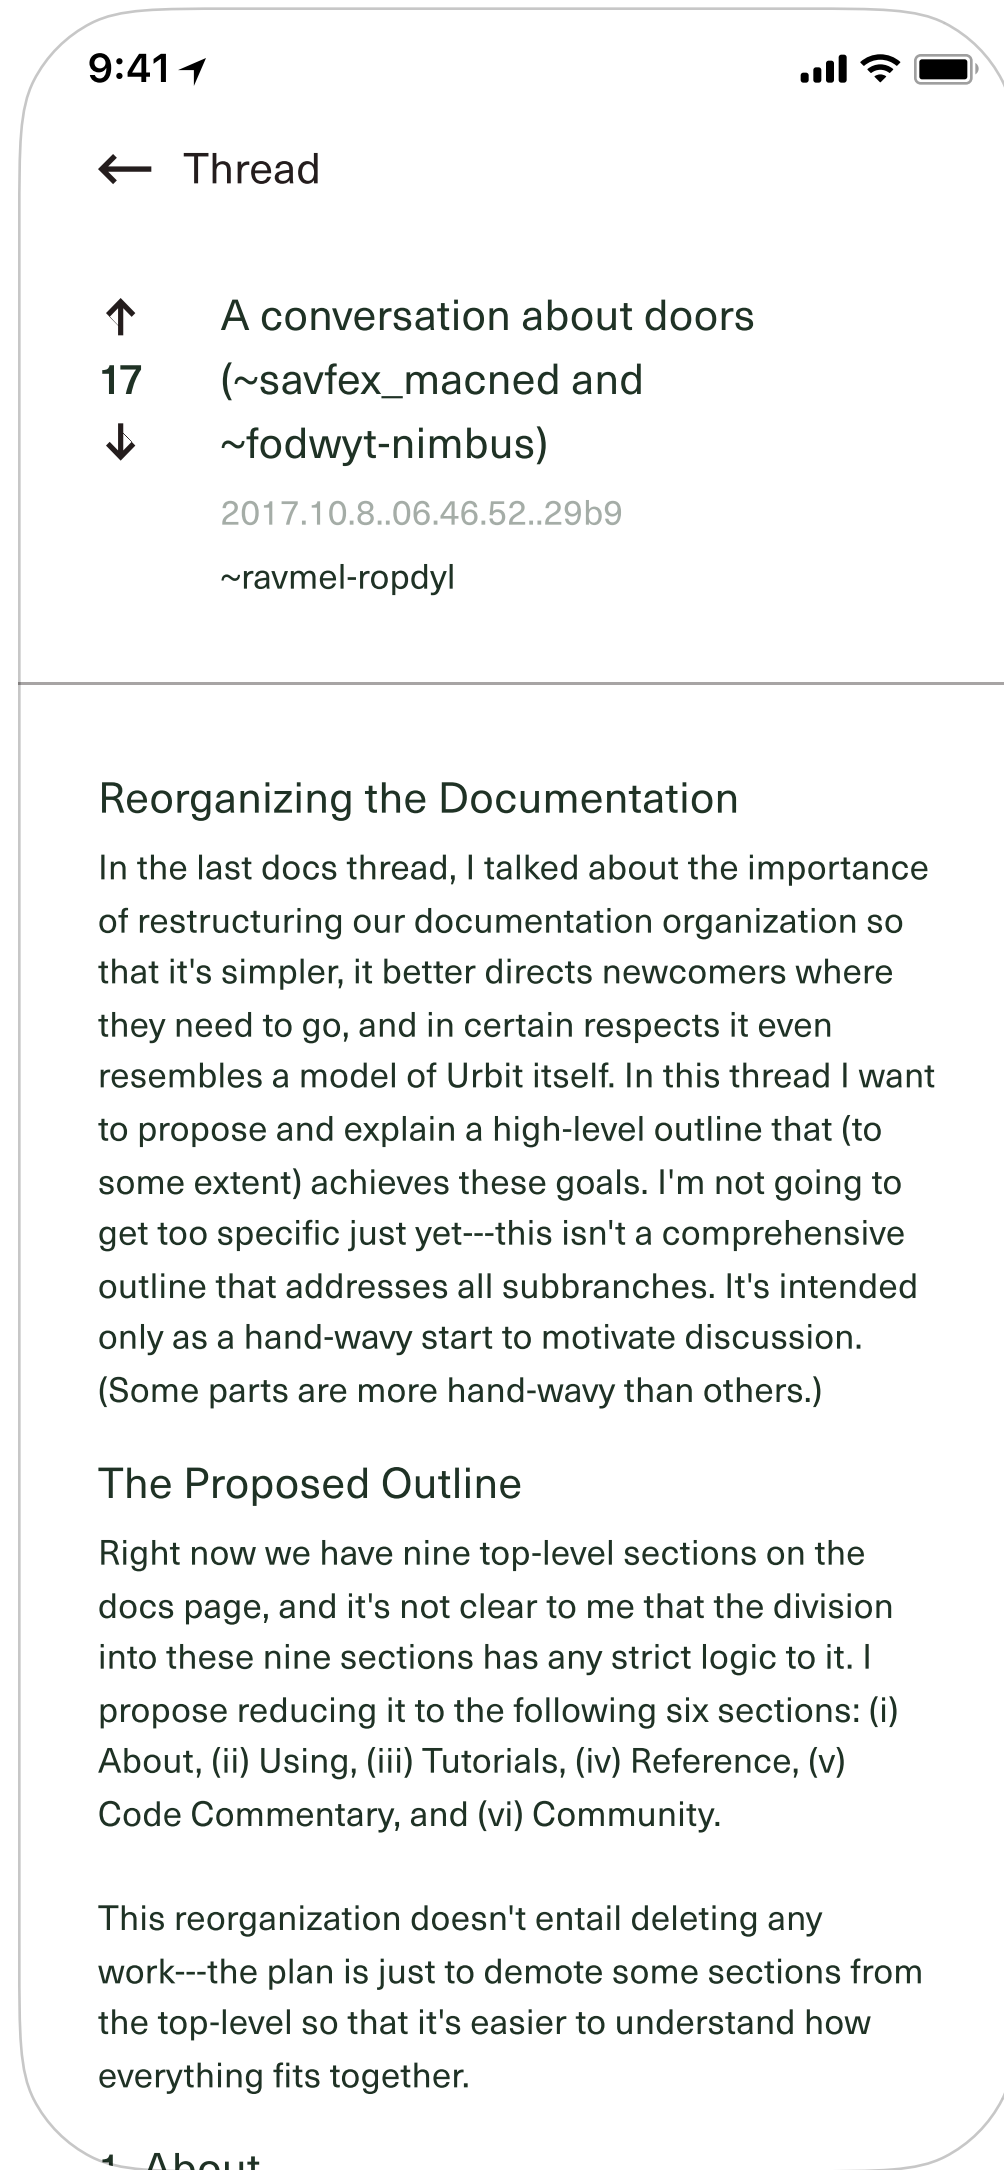 9:41
Thread
17
A conversation about doors
(~savfex_macned and
~fodwyt-nimbus)
2017.10.8..06.46.52..29b9
~ravmel-ropdyl
Reorganizing the Documentation
In the last docs thread, I talked about the importance
of restructuring our documentation organization so
that it's simpler, it better directs newcomers where
they need to go, and in certain respects it even
resembles a model of Urbit itself. In this thread I want
to propose and explain a high-level outline that (to
some extent) achieves these goals. I'm not going to
get too specific just yet---this isn't a comprehensive
outline that addresses all subbranches. It's intended
only as a hand-wavy start to motivate discussion.
(Some parts are more hand-wavy than others.)
The Proposed Outline
Right now we have nine top-level sections on the
docs page, and it's not clear to me that the division
into these nine sections has any strict logic to it. I
propose reducing it to the following six sections: (i)
About, (ii) Using, (iii) Tutorials, (iv) Reference, (v)
Code Commentary, and (vi) Community.
This reorganization doesn't entail deleting any
work---the plan is just to demote some sections from
the top-level so that it's easier to understand how
everything fits together.
1. About